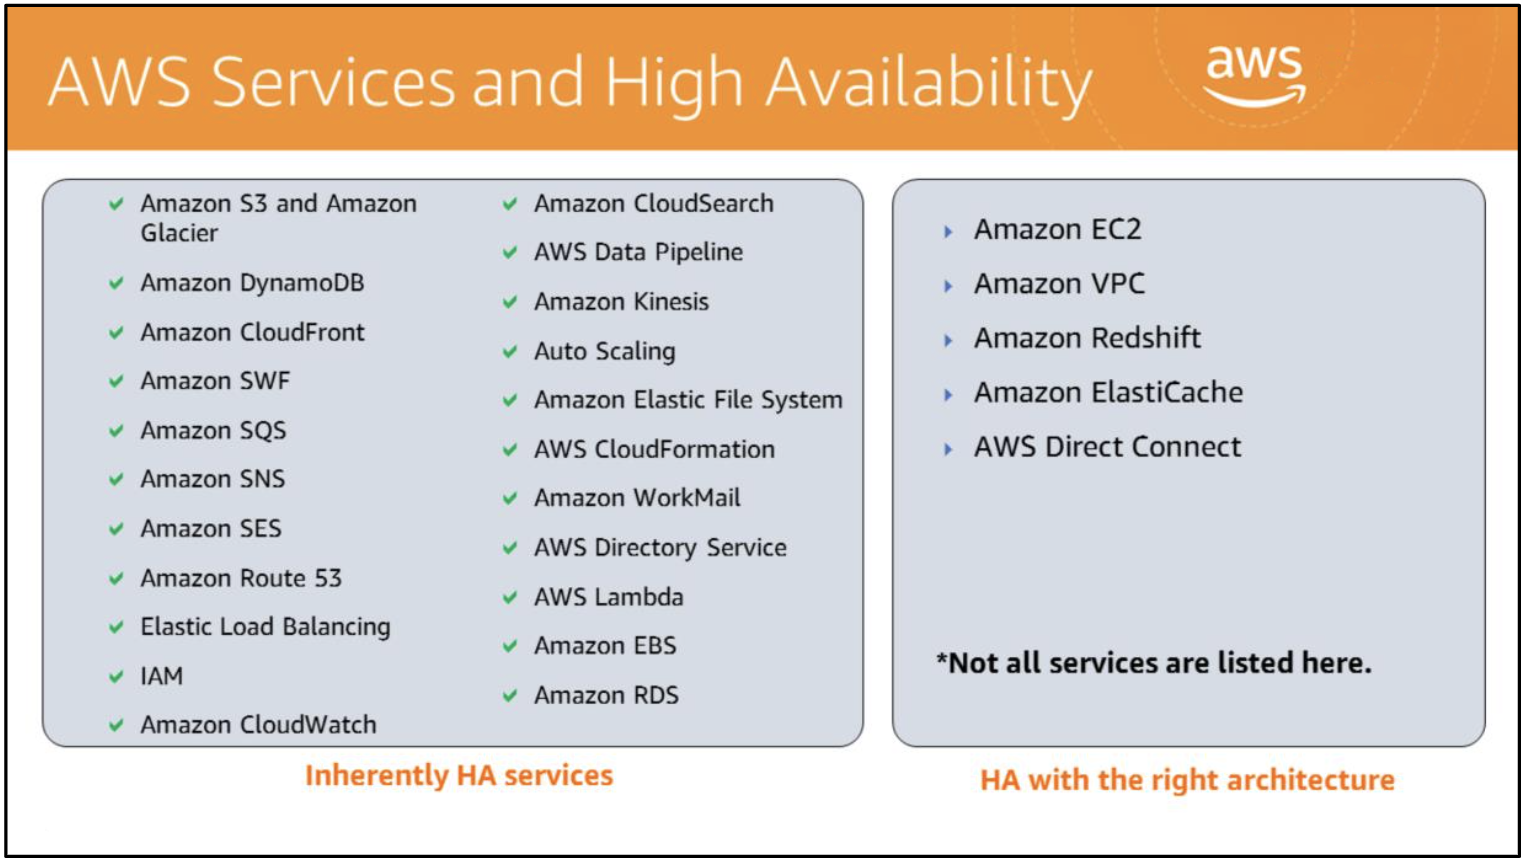 AWS Services and High Availability
aws
Amazon S3 and Amazon
Glacier
Amazon DynamoDB
Amazon CloudFront
Amazon SWF
Amazon SQS
Amazon SNS
Amazon SES
Amazon Route 53
Elastic Load Balancing
IAM
Amazon CloudWatch
Amazon CloudSearch
AWS Data Pipeline
Amazon Kinesis
Auto Scaling
Amazon Elastic File System
AWS CloudFormation
Amazon WorkMail
AWS Directory Service
AWS Lambda
Amazon EBS
Amazon RDS
Inherently HA services
Amazon EC2
Amazon VPC
Amazon Redshift
Amazon ElastiCache
AWS Direct Connect
*Not all services are listed here.
HA with the right architecture